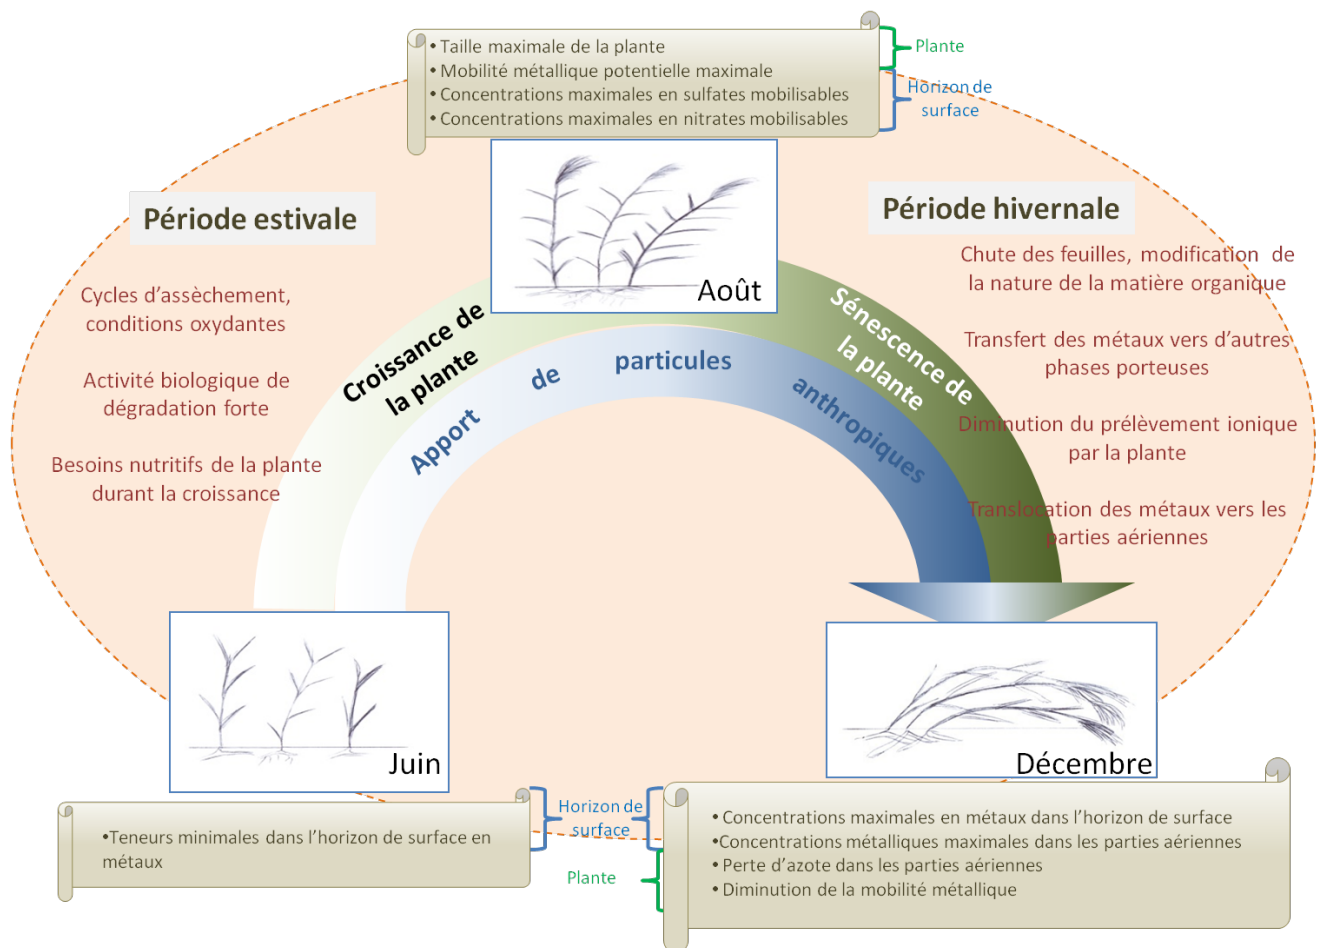 • Taille maximale de la plante
• Mobilité métallique potentielle maximale
• Concentrations maximales en sulfates mobilisables
• Concentrations maximales en nitrates mobilisables
Plante
Horizon de
surface
Période estivale
Cycles d’assèchement,
conditions oxydantes
Activité biologique de
dégradation forte
Besoins nutritifs de la plante
durant la croissance
Août
Période hivernale
Chute des feuilles, modification de
la nature de la matière organique
Transfert des métaux vers d’autres
phases porteuses
Diminution du prélèvement ionique
par la plante
Translocation des métaux vers les
parties aériennes
Croissance de
la plante
Sénescence de
la plante
Apport de particules anthropiques
Juin
Décembre
•Teneurs minimales dans l’horizon de surface en
métaux
Horizon de
surface
Plante
• Concentrations maximales en métaux dans l’horizon de surface
•Concentrations métalliques maximales dans les parties aériennes
• Perte d’azote dans les parties aériennes
• Diminution de la mobilité métallique